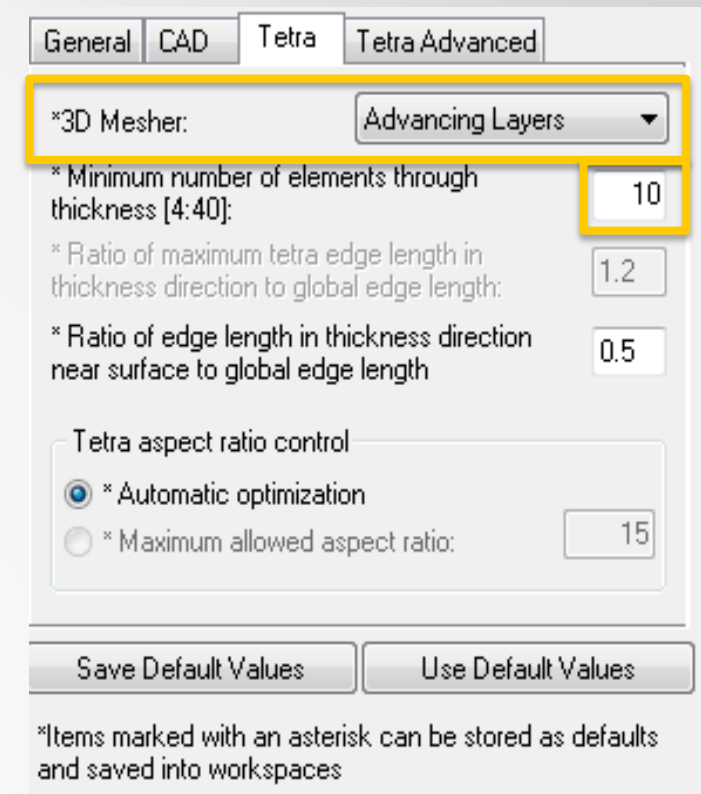 General CAD Tetra Tetra Advanced
*3D Mesher: Advancing Layers
* Minimum number of elements through
thickness [4:40]: 10
* Ratio of maximum tetra edge length in
thickness direction to global edge length: 1.2
* Ratio of edge length in thickness direction
near surface to global edge length 0.5
Tetra aspect ratio control
* Automatic optimization
* Maximum allowed aspect ratio: 15
Save Default Values Use Default Values
*Items marked with an asterisk can be stored as defaults
and saved into workspaces